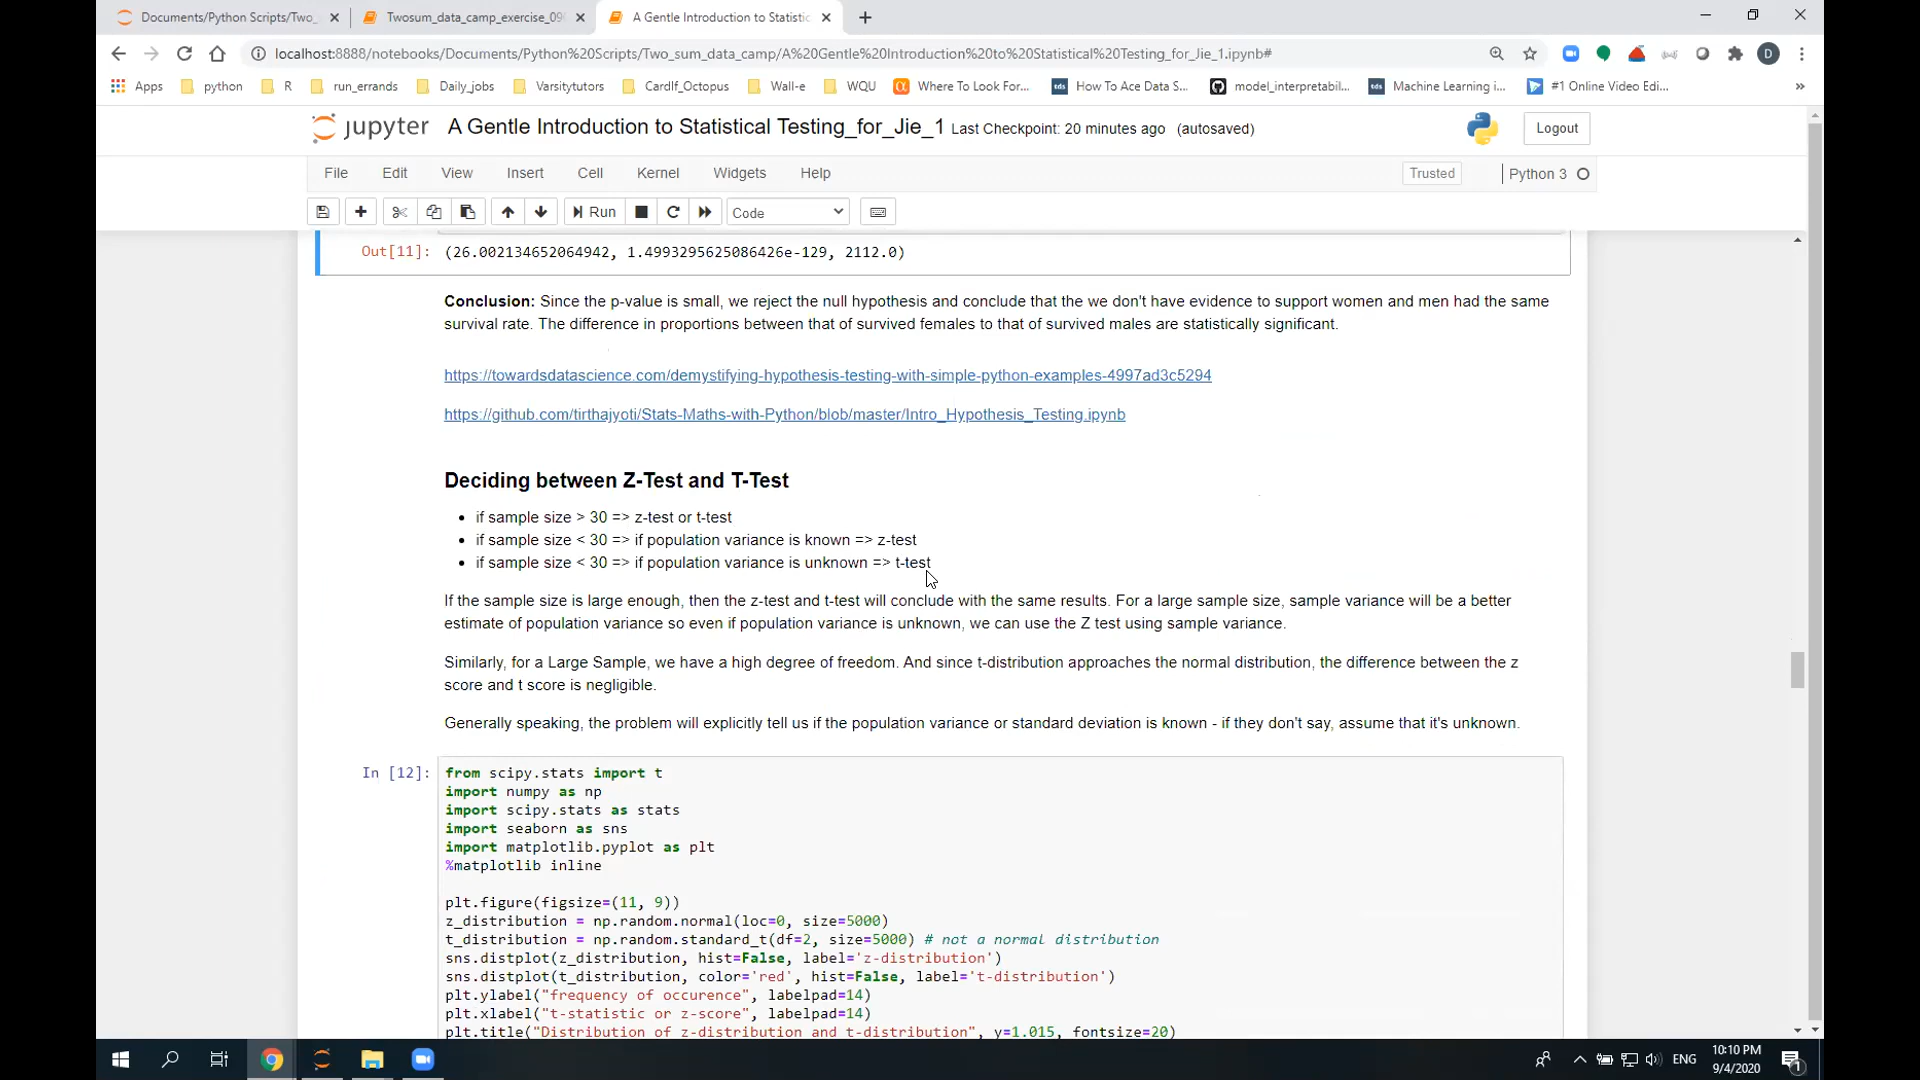 Documents/Python Scripts/Two_
Twosum_data_camp_exercise_09
A Gentle Introduction to Statistic
localhost:8888/notebooks/Documents/Python%20Scripts/Two_sum_data_camp/A%20Gentle%20Introduction%20to%20Statistical%20Testing_for_Jie_1.ipynb#
D
Apps python R run_errands Daily_jobs Varsitytutors Cardlf_Octopus Wall-e WQU Where To Look For... How To Ace Data S... model_interpretabil... Machine Learning i... #1 Online Video Edi... »
jupyter A Gentle Introduction to Statistical Testing_for_Jie_1 Last Checkpoint: 20 minutes ago (autosaved) Logout
File Edit View Insert Cell Kernel Widgets Help Trusted Python 3
Run Code
Out[11]: (26.002134652064942, 1.4993295625086426e-129, 2112.0)
Conclusion: Since the p-value is small, we reject the null hypothesis and conclude that the we don't have evidence to support women and men had the same
survival rate. The difference in proportions between that of survived females to that of survived males are statistically significant.
https://towardsdatascience.com/demystifying-hypothesis-testing-with-simple-python-examples-4997ad3c5294
https://github.com/tirthajyoti/Stats-Maths-with-Python/blob/master/Intro_Hypothesis_Testing.ipynb
Deciding between Z-Test and T-Test
• if sample size > 30 => z-test or t-test
• if sample size < 30 => if population variance is known => z-test
• if sample size < 30 => if population variance is unknown => t-test
If the sample size is large enough, then the z-test and t-test will conclude with the same results. For a large sample size, sample variance will be a better
estimate of population variance so even if population variance is unknown, we can use the Z test using sample variance.
Similarly, for a Large Sample, we have a high degree of freedom. And since t-distribution approaches the normal distribution, the difference between the z
score and t score is negligible.
Generally speaking, the problem will explicitly tell us if the population variance or standard deviation is known - if they don't say, assume that it's unknown.
In [12]: from scipy.stats import t
import numpy as np
import scipy.stats as stats
import seaborn as sns
import matplotlib.pyplot as plt
%matplotlib inline
plt.figure(figsize=(11, 9))
z_distribution = np.random.normal(loc=0, size=5000)
t_distribution = np.random.standard_t(df=2, size=5000) # not a normal distribution
sns.distplot(z_distribution, hist=False, label='z-distribution')
sns.distplot(t_distribution, color='red', hist=False, label='t-distribution')
plt.ylabel("frequency of occurence", labelpad=14)
plt.xlabel("t-statistic or z-score", labelpad=14)
plt.title("Distribution of z-distribution and t-distribution", y=1.015, fontsize=20)
ENG
10:10 PM
9/4/2020
1